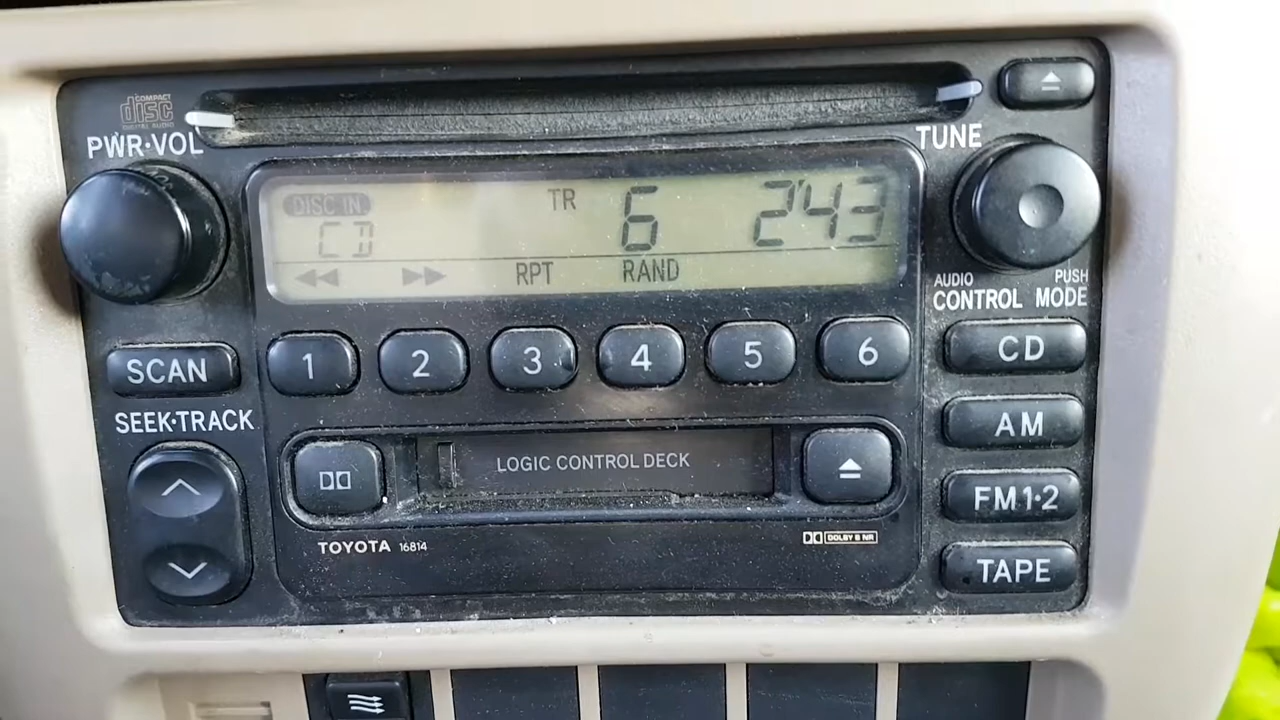 COMPACT
disc
DIGITAL AUDIO
PWR·VOL
TUNE
DISC IN
CD
TR 6 2'43
RPT RAND
AUDIO CONTROL
PUSH MODE
SCAN
1 2 3 4 5 6
CD
SEEK·TRACK
AM
LOGIC CONTROL DECK
FM1·2
TOYOTA 16814
DOLBY B NR
TAPE